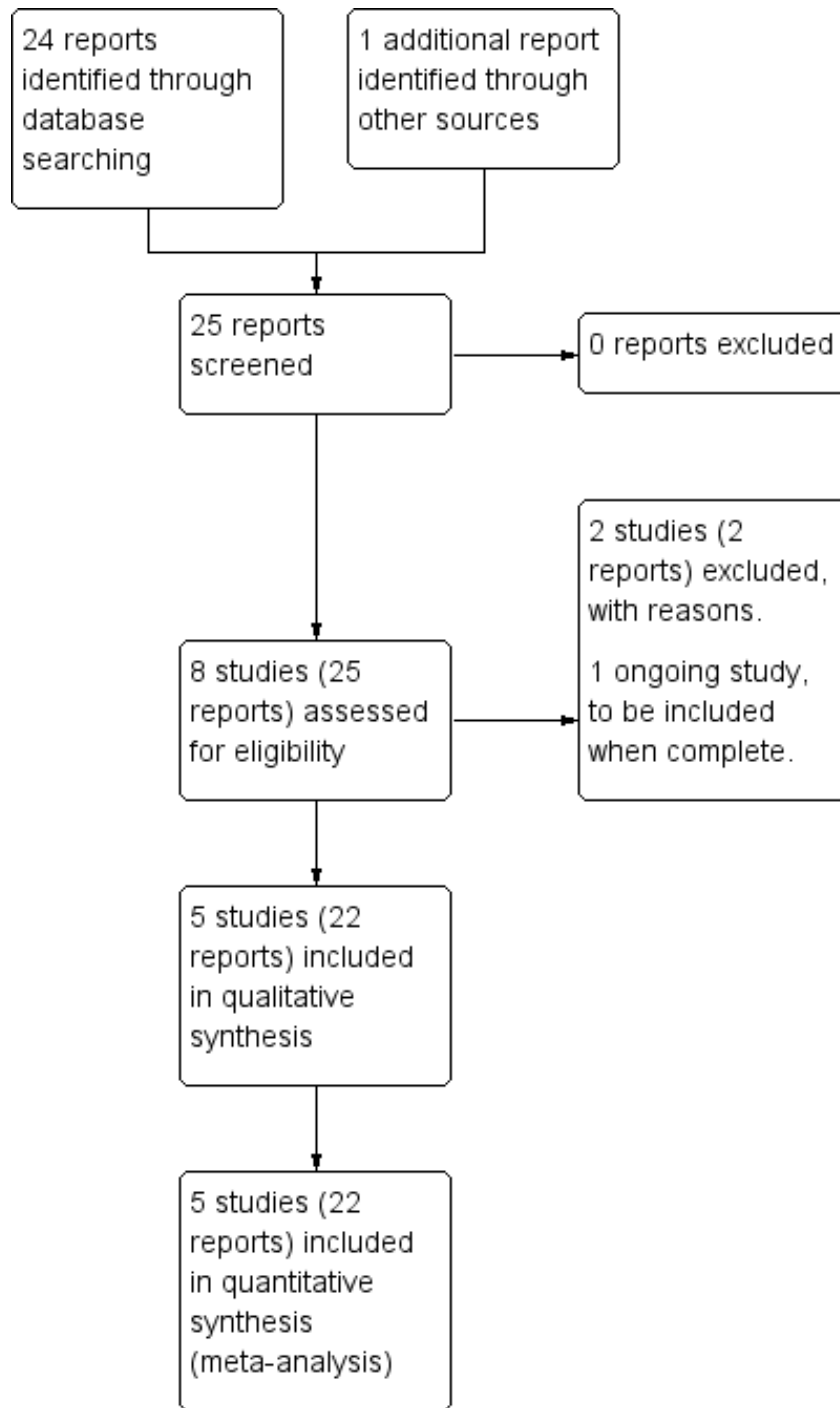 24 reports
identified through
database
searching
1 additional report
identified through
other sources
25 reports
screened
0 reports excluded
8 studies (25
reports) assessed
for eligibility
2 studies (2
reports) excluded,
with reasons.
1 ongoing study,
to be included
when complete.
5 studies (22
reports) included
in qualitative
synthesis
5 studies (22
reports) included
in quantitative
synthesis
(meta-analysis)